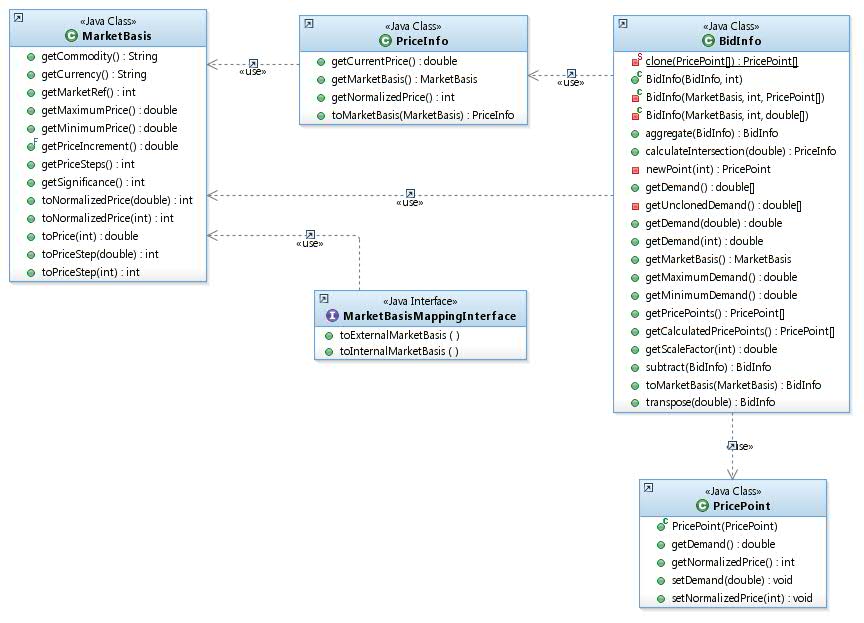 «Java Class»
MarketBasis
getCommodity() : String
getCurrency() : String
getMarketRef() : int
getMaximumPrice() : double
getMinimumPrice() : double
getPriceIncrement() : double
getPriceSteps() : int
getSignificance() : int
toNormalizedPrice(double) : int
toNormalizedPrice(int) : int
toPrice(int) : double
toPriceStep(double) : int
toPriceStep(int) : int
«use»
«Java Class»
PriceInfo
getCurrentPrice() : double
getMarketBasis() : MarketBasis
getNormalizedPrice() : int
toMarketBasis(MarketBasis) : PriceInfo
«use»
«use»
«use»
«Java Interface»
MarketBasisMappingInterface
toExternalMarketBasis ( )
toInternalMarketBasis ( )
«Java Class»
BidInfo
clone(PricePoint[]) : PricePoint[]
BidInfo(BidInfo, int)
BidInfo(MarketBasis, int, PricePoint[])
BidInfo(MarketBasis, int, double[])
aggregate(BidInfo) : BidInfo
calculateIntersection(double) : PriceInfo
newPoint(int) : PricePoint
getDemand() : double[]
getUnclonedDemand() : double[]
getDemand(double) : double
getDemand(int) : double
getMarketBasis() : MarketBasis
getMaximumDemand() : double
getMinimumDemand() : double
getPricePoints() : PricePoint[]
getCalculatedPricePoints() : PricePoint[]
getScaleFactor(int) : double
subtract(BidInfo) : BidInfo
toMarketBasis(MarketBasis) : BidInfo
transpose(double) : BidInfo
«use»
«Java Class»
PricePoint
PricePoint(PricePoint)
getDemand() : double
getNormalizedPrice() : int
setDemand(double) : void
setNormalizedPrice(int) : void